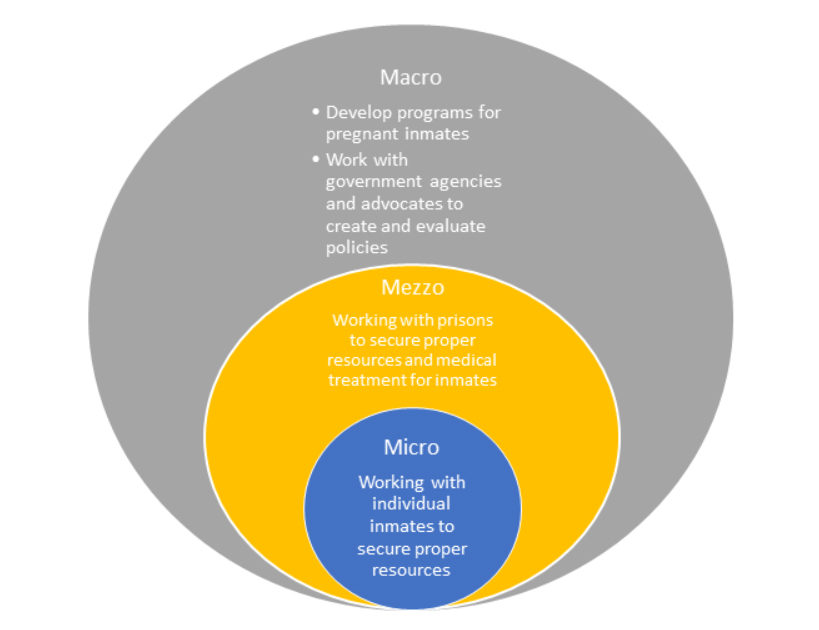 Macro
• Develop programs for
pregnant inmates
• Work with
government agencies
and advocates to
create and evaluate
policies
Mezzo
Working with prisons
to secure proper
resources and medical
treatment for inmates
Micro
Working with
individual
inmates to
secure proper
resources